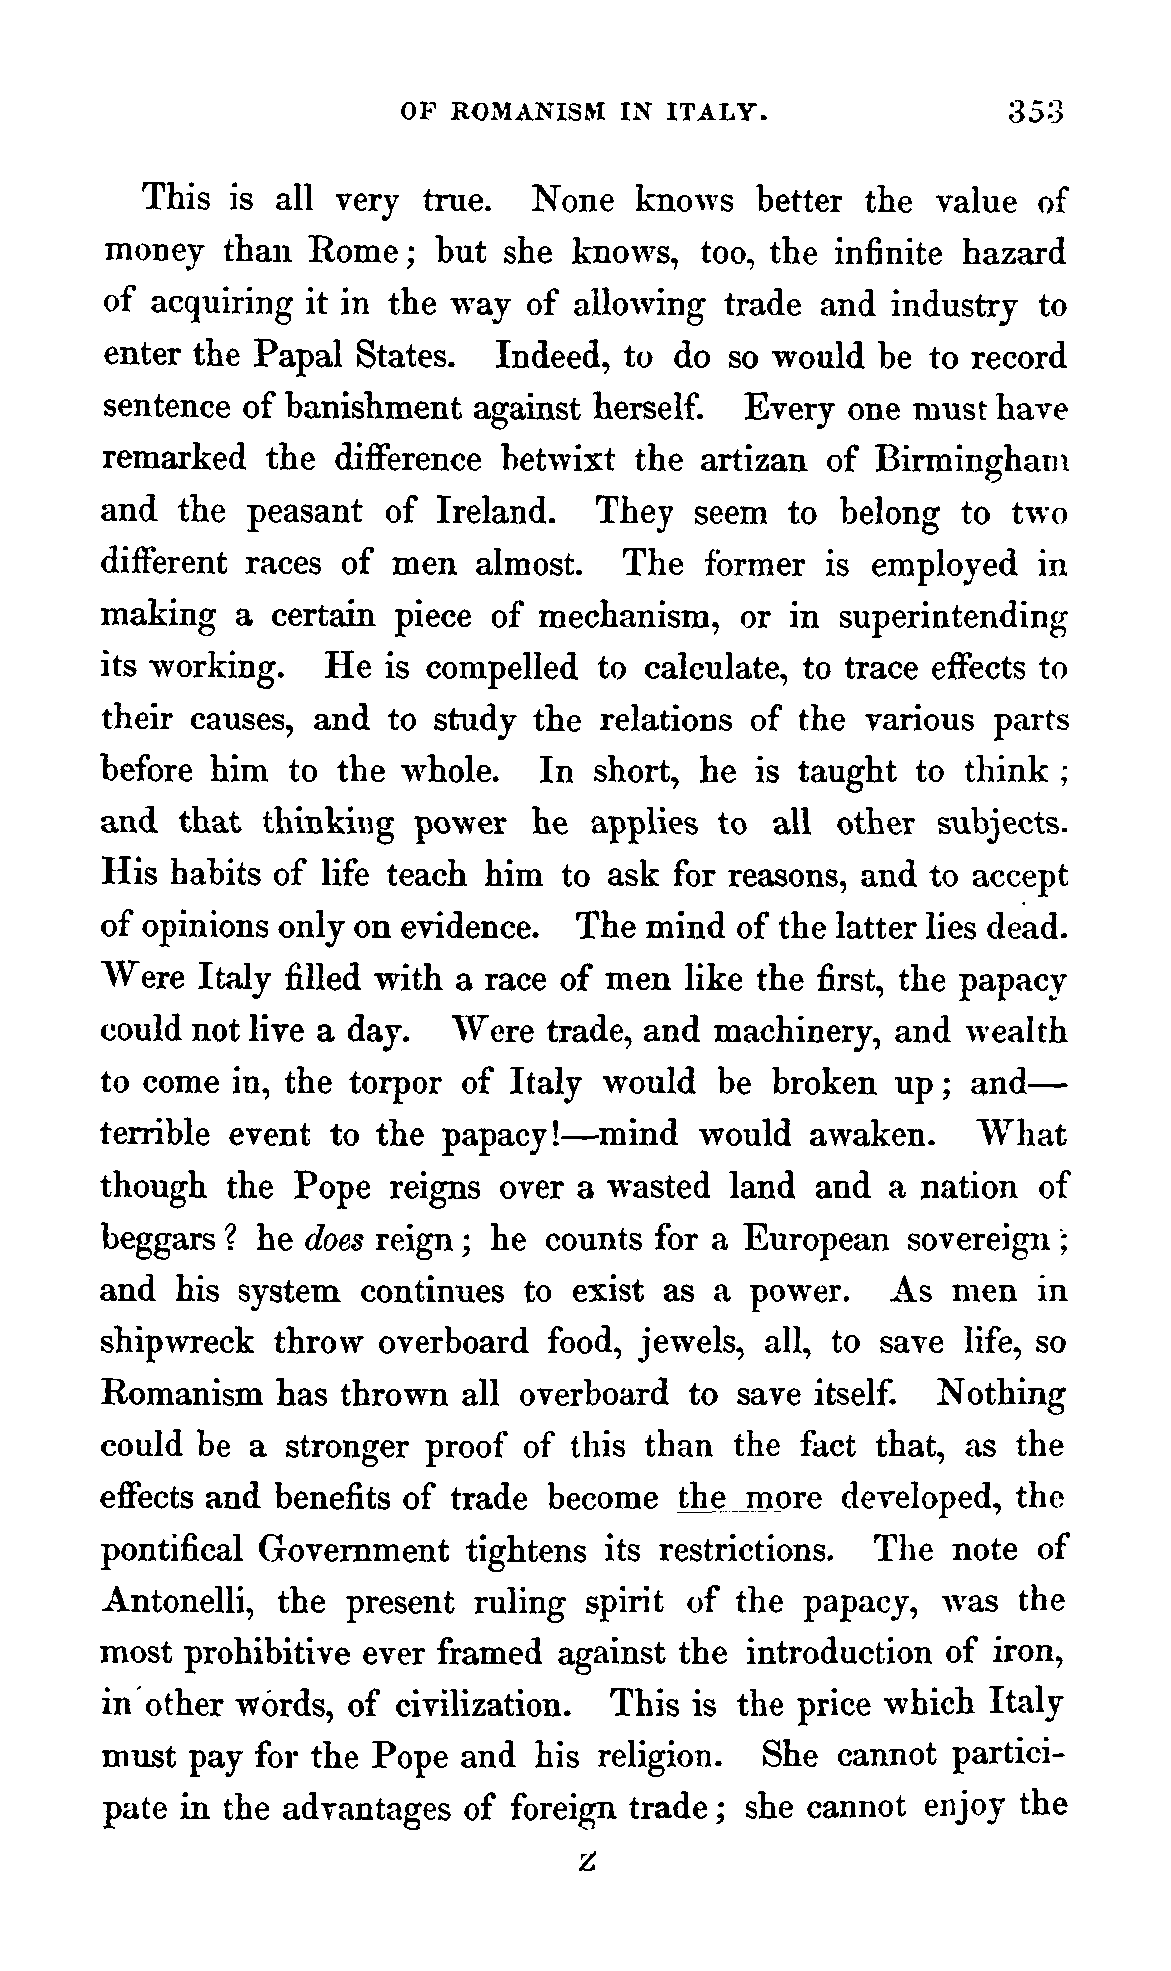 OF ROMANISM IN ITALY. 353
This is all very true. None knows better the value of
money than Rome; but she knows, too, the infinite hazard
of acquiring it in the way of allowing trade and industry to
enter the Papal States. Indeed, to do so would be to record
sentence of banishment against herself. Every one must have
remarked the difference betwixt the artizan of Birmingham
and the peasant of Ireland. They seem to belong to two
different races of men almost. The former is employed in
making a certain piece of mechanism, or in superintending
its working. He is compelled to calculate, to trace effects to
their causes, and to study the relations of the various parts
before him to the whole. In short, he is taught to think;
and that thinking power he applies to all other subjects.
His habits of life teach him to ask for reasons, and to accept
of opinions only on evidence. The mind of the latter lies dead.
Were Italy filled with a race of men like the first, the papacy
could not live a day. Were trade, and machinery, and wealth
to come in, the torpor of Italy would be broken up; and—
terrible event to the papacy!—mind would awaken. What
though the Pope reigns over a wasted land and a nation of
beggars? he does reign; he counts for a European sovereign;
and his system continues to exist as a power. As men in
shipwreck throw overboard food, jewels, all, to save life, so
Romanism has thrown all overboard to save itself. Nothing
could be a stronger proof of this than the fact that, as the
effects and benefits of trade become the more developed, the
pontifical Government tightens its restrictions. The note of
Antonelli, the present ruling spirit of the papacy, was the
most prohibitive ever framed against the introduction of iron,
in other words, of civilization. This is the price which Italy
must pay for the Pope and his religion. She cannot partici-
pate in the advantages of foreign trade; she cannot enjoy the
Z